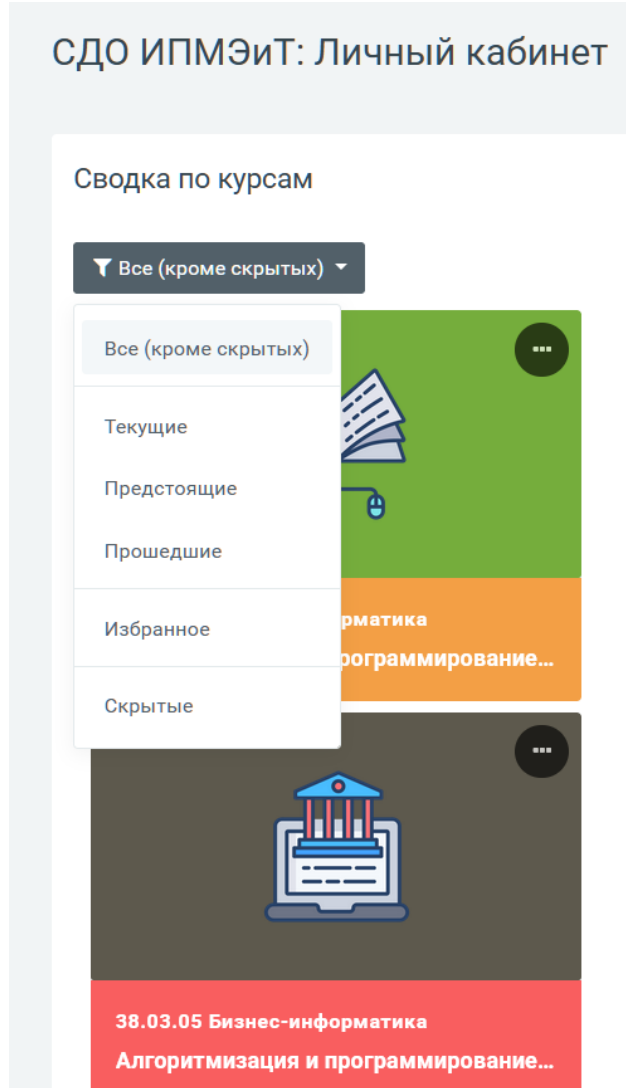 СДО ИПМЭиТ: Личный кабинет
Сводка по курсам
Все (кроме скрытых)
Все (кроме скрытых)
Текущие
Предстоящие
Прошедшие
Избранное
Скрытые
рматика
рограммирование...
38.03.05 Бизнес-информатика
Алгоритмизация и программирование...